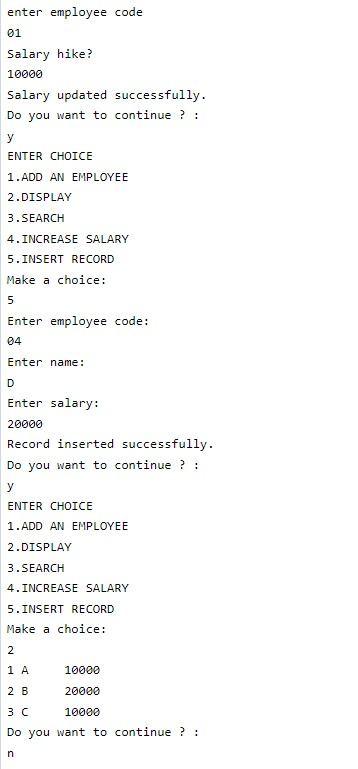 enter employee code
01
Salary hike?
10000
Salary updated successfully.
Do you want to continue ? :
y
ENTER CHOICE
1.ADD AN EMPLOYEE
2.DISPLAY
3.SEARCH
4.INCREASE SALARY
5.INSERT RECORD
Make a choice:
5
Enter employee code:
04
Enter name:
D
Enter salary:
20000
Record inserted successfully.
Do you want to continue ? :
y
ENTER CHOICE
1.ADD AN EMPLOYEE
2.DISPLAY
3.SEARCH
4.INCREASE SALARY
5.INSERT RECORD
Make a choice:
2
1 A     10000
2 B     20000
3 C     10000
Do you want to continue ? :
n